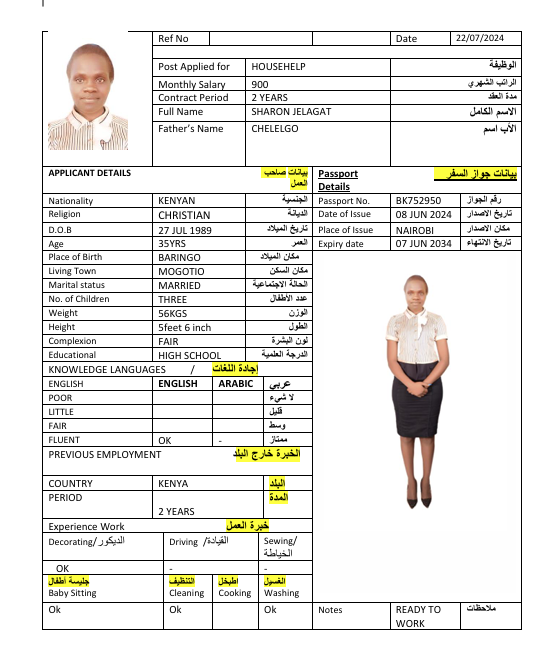 Ref No Date 22/07/2024
Post Applied for HOUSEHELP الوظيفة
Monthly Salary 900 الراتب الشهري
Contract Period 2 YEARS مدة العقد
Full Name SHARON JELAGAT الاسم الكامل
Father's Name CHELELGO الأب اسم
APPLICANT DETAILS بيانات صاحب
العمل
Passport
Details بيانات جواز السفر
Nationality KENYAN الجنسية
Passport No. BK752950 رقم الجواز
Religion CHRISTIAN الديانة
Date of Issue 08 JUN 2024 تاريخ الاصدار
D.O.B 27 JUL 1989 تاريخ الميلاد
Place of Issue NAIROBI مكان الاصدار
Age 35YRS العمر
Expiry date 07 JUN 2034 تاريخ الانتهاء
Place of Birth BARINGO مكان الميلاد
Living Town MOGOTIO مكان السكن
Marital status MARRIED الحالة الاجتماعية
No. of Children THREE عدد الأطفال
Weight 56KGS الوزن
Height 5feet 6 inch الطول
Complexion FAIR لون البشرة
Educational HIGH SCHOOL الدرجة العلمية
KNOWLEDGE LANGUAGES / إجادة اللغات
ENGLISH ENGLISH ARABIC عربي
POOR لا شيء
LITTLE قليل
FAIR وسط
FLUENT OK - ممتاز
PREVIOUS EMPLOYMENT الخبرة خارج البلد
COUNTRY KENYA البلد
PERIOD المدة
2 YEARS
Experience Work خبرة العمل
Decorating/ الديكور Driving /القيادة Sewing/
الخياطة
OK - -
جليسة أطفال التنظيف اطبخل الغسيل
Baby Sitting Cleaning Cooking Washing
Ok Ok Ok
Notes READY TO
WORK ملاحظات